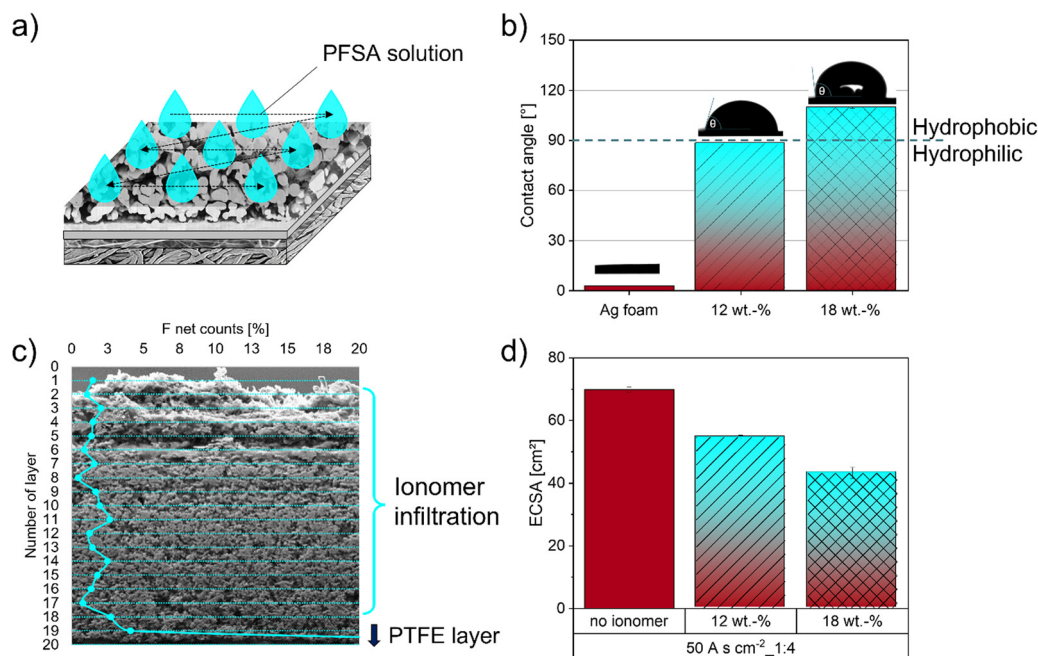 a)
PFSA solution
b)
Contact angle [°]
150
120
90
60
30
0
θ
θ
Hydrophobic
Hydrophilic
Ag foam 12 wt.-% 18 wt.-%
c)
F net counts [%]
0 3 5 8 10 13 15 18 20
Number of layer
0
1
2
3
4
5
6
7
8
9
10
11
12
13
14
15
16
17
18
19
20
Ionomer
infiltration
PTFE layer
d)
ECSA [cm²]
80
60
40
20
0
no ionomer 12 wt.-% 18 wt.-%
50 A s cm⁻²_1:4